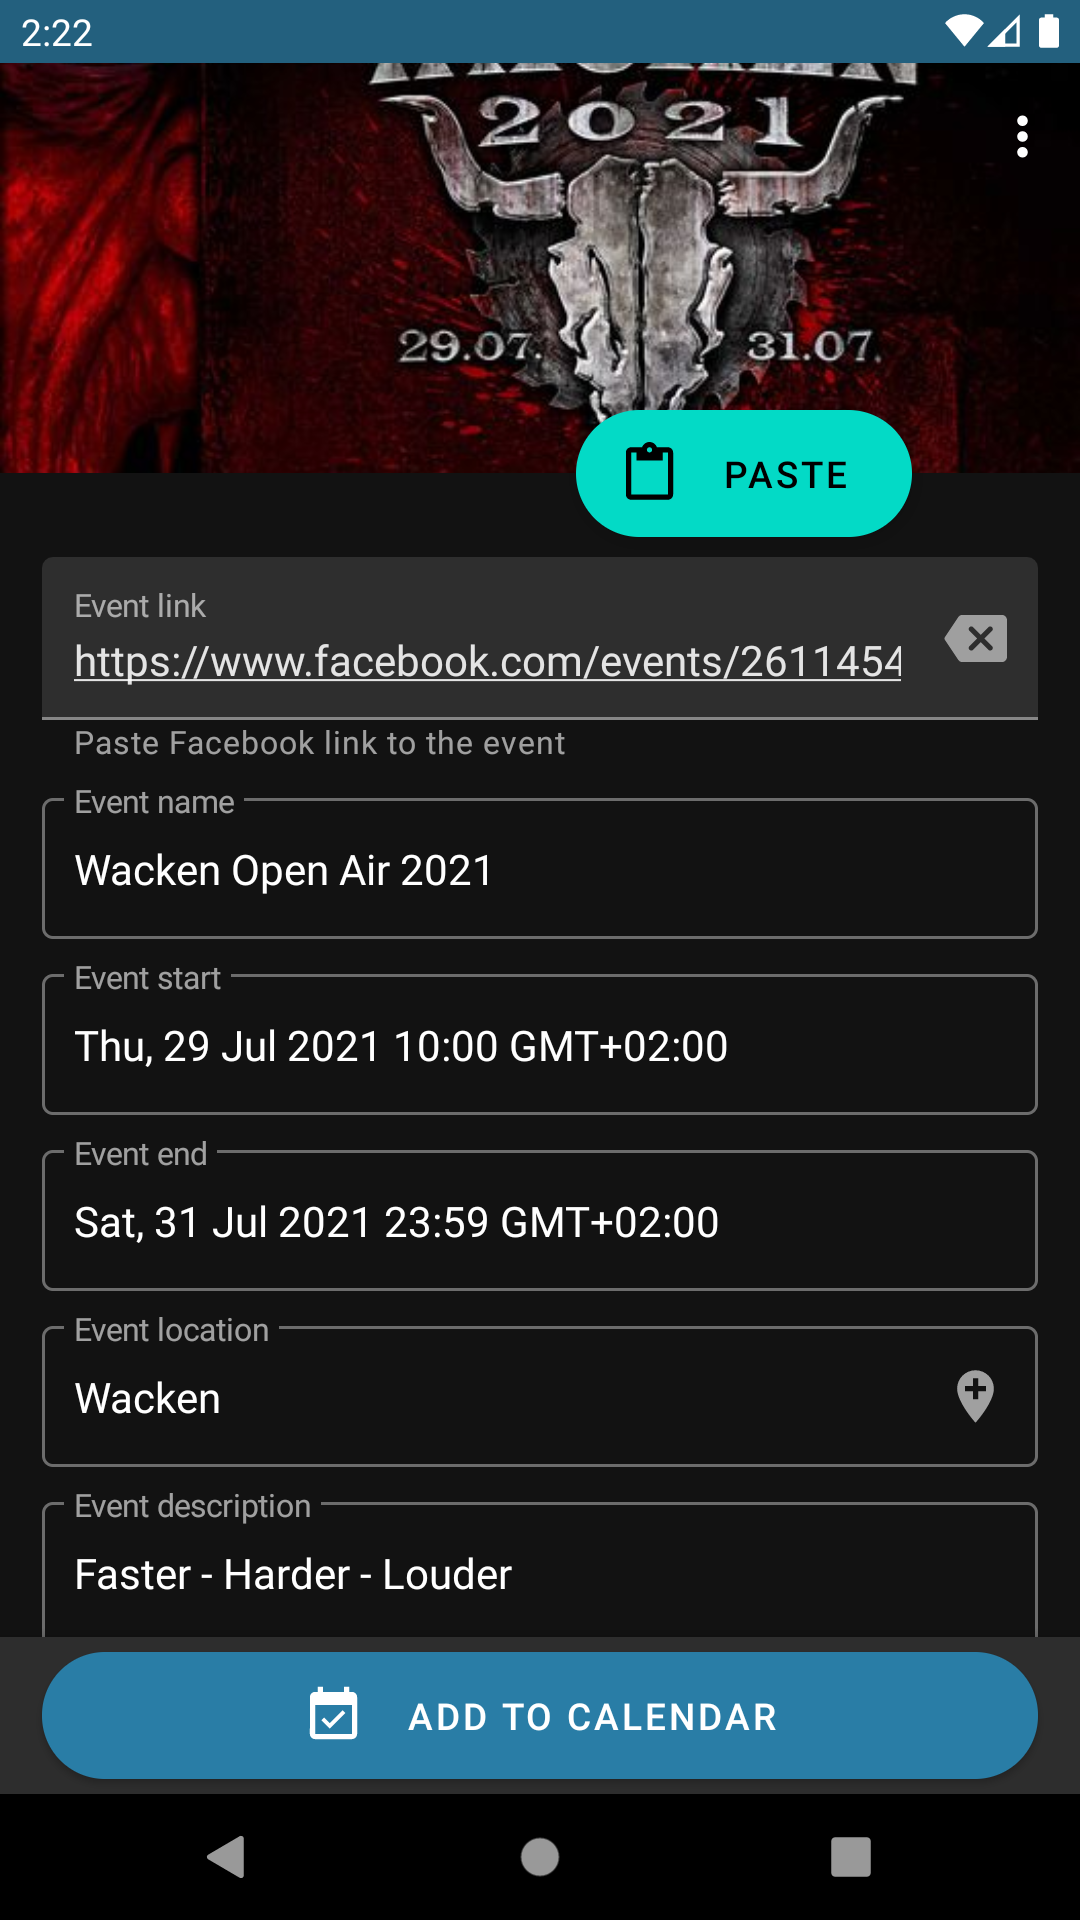 2:22
2021
29.07.
31.07.
PASTE
Event link
https://www.facebook.com/events/2611454
Paste Facebook link to the event
Event name
Wacken Open Air 2021
Event start
Thu, 29 Jul 2021 10:00 GMT+02:00
Event end
Sat, 31 Jul 2021 23:59 GMT+02:00
Event location
Wacken
Event description
Faster - Harder - Louder
ADD TO CALENDAR